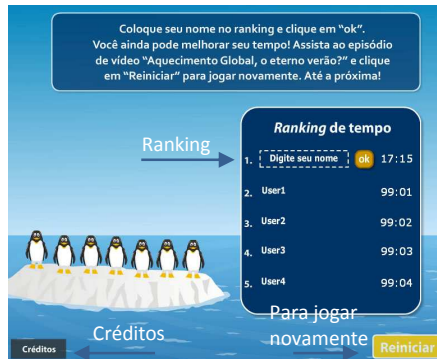 Coloque seu nome no ranking e clique em “ok”.
Você ainda pode melhorar seu tempo! Assista ao episódio
de vídeo “Aquecimento Global, o eterno verão?” e clique
em “Reiniciar” para jogar novamente. Até a próxima!
Ranking de tempo
Ranking
1. Digite seu nome ok 17:15
2. User1 99:01
3. User2 99:02
4. User3 99:03
5. User4 99:04
Para jogar
novamente
Créditos
Créditos
Reiniciar